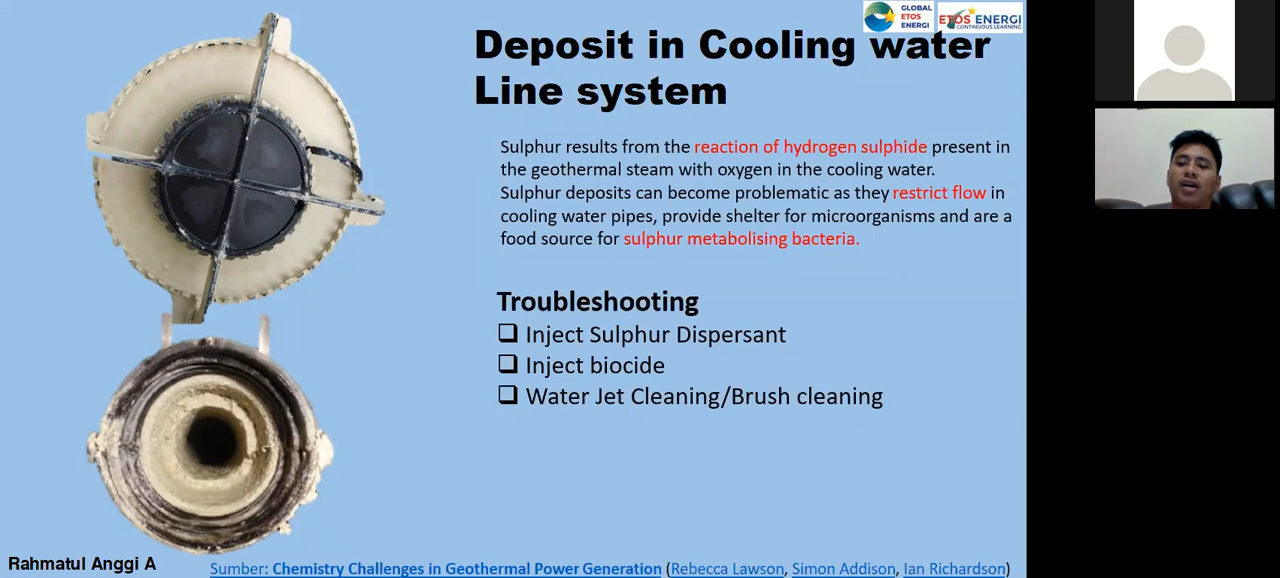 GLOBAL
ETOS
ENERGI
ETOS ENERGI
CONTINUOUS LEARNING
Deposit in Cooling water
Line system
Sulphur results from the reaction of hydrogen sulphide present in
the geothermal steam with oxygen in the cooling water.
Sulphur deposits can become problematic as they restrict flow in
cooling water pipes, provide shelter for microorganisms and are a
food source for sulphur metabolising bacteria.
Troubleshooting
Inject Sulphur Dispersant
Inject biocide
Water Jet Cleaning/Brush cleaning
Rahmatul Anggi A
Sumber: Chemistry Challenges in Geothermal Power Generation (Rebecca Lawson, Simon Addison, Ian Richardson)